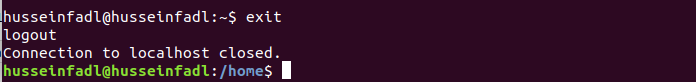 husseinfadl@husseinfadl:~$ exit
logout
Connection to localhost closed.
husseinfadl@husseinfadl:/home$